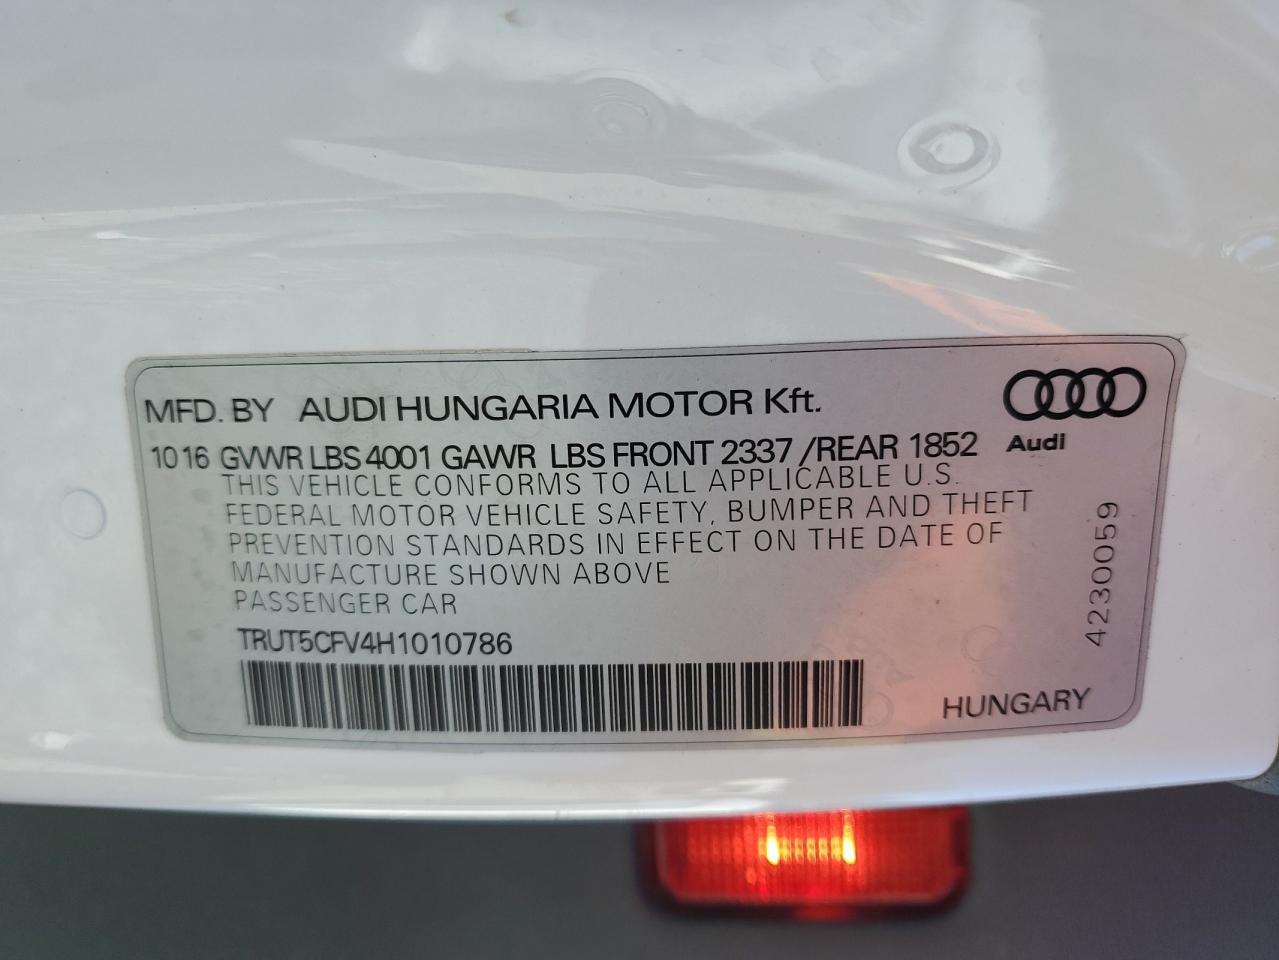 MFD. BY AUDI HUNGARIA MOTOR Kft.
Audi
10 16 GVWR LBS 4001 GAWR LBS FRONT 2337 /REAR 1852
THIS VEHICLE CONFORMS TO ALL APPLICABLE U.S.
FEDERAL MOTOR VEHICLE SAFETY, BUMPER AND THEFT
PREVENTION STANDARDS IN EFFECT ON THE DATE OF
MANUFACTURE SHOWN ABOVE
PASSENGER CAR
TRUT5CFV4H1010786
4230059
HUNGARY